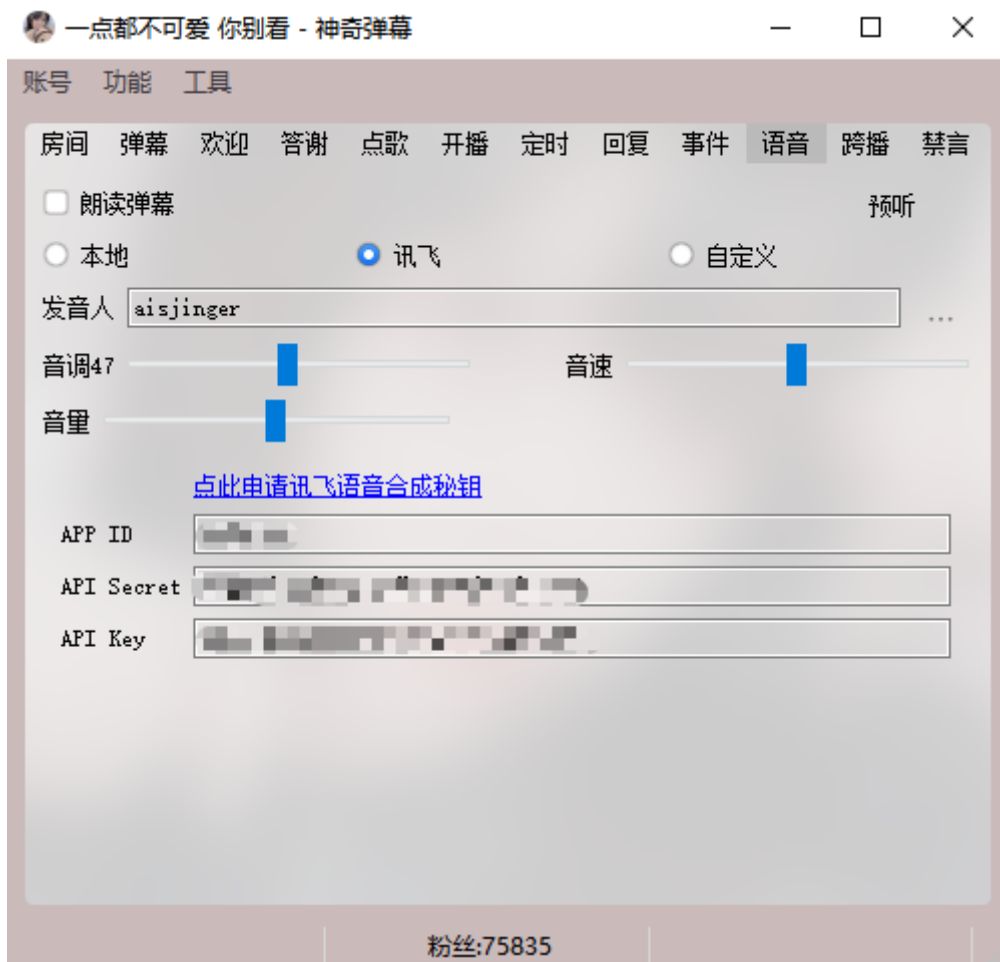 一点都不可爱 你别看 - 神奇弹幕
账号 功能 工具
房间 弹幕 欢迎 答谢 点歌 开播 定时 回复 事件 语音 跨播 禁言
朗读弹幕 预听
本地 讯飞 自定义
发音人 aisjinger ...
音调47 音速
音量
点此申请讯飞语音合成秘钥
APP ID
API Secret
API Key
粉丝:75835